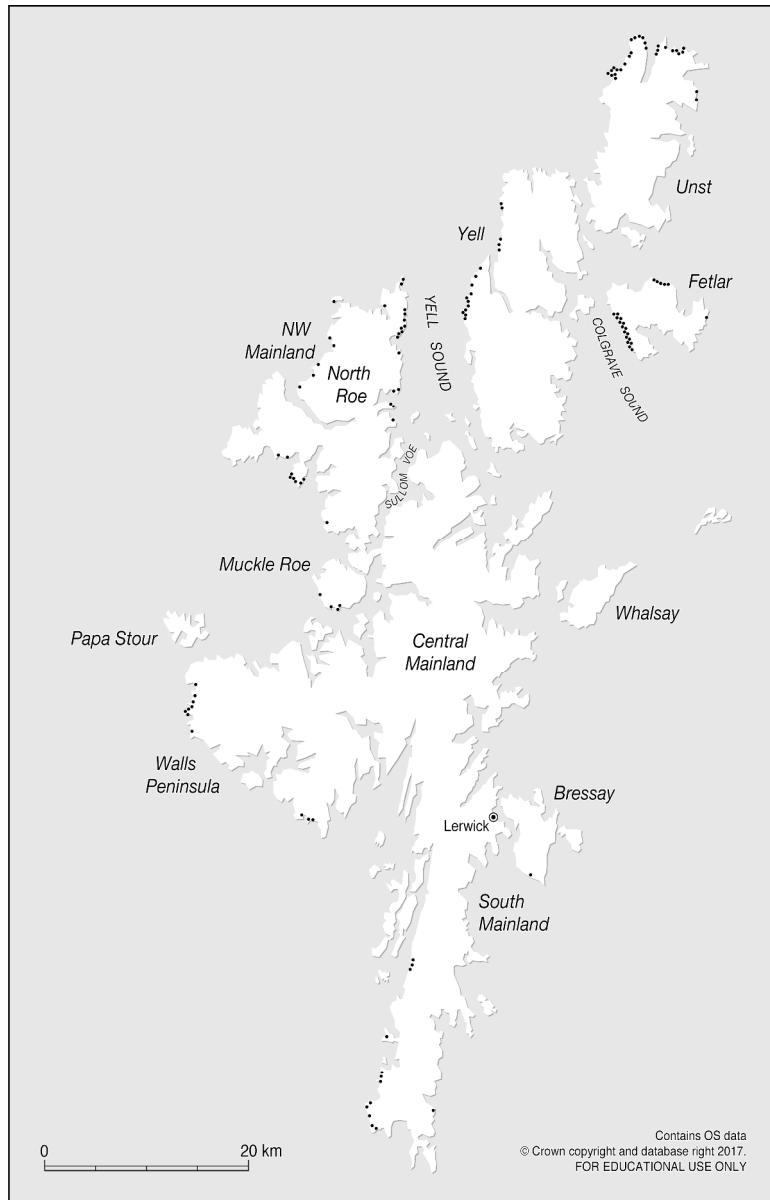 Unst
Yell
Fetlar
YELL SOUND
COLGRAVE SOUND
NW
Mainland
North
Roe
SULLOM VOE
Muckle Roe
Whalsay
Papa Stour
Central
Mainland
Walls
Peninsula
Bressay
Lerwick
South
Mainland
0 20 km
Contains OS data
© Crown copyright and database right 2017.
FOR EDUCATIONAL USE ONLY